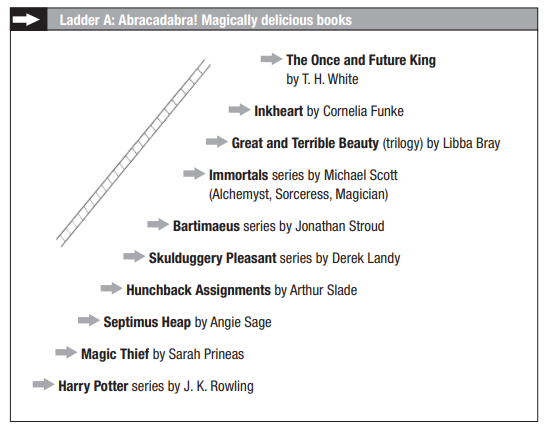 Ladder A: Abracadabra! Magically delicious books
The Once and Future King
by T. H. White
Inkheart by Cornelia Funke
Great and Terrible Beauty (trilogy) by Libba Bray
Immortals series by Michael Scott
(Alchemyst, Sorceress, Magician)
Bartimaeus series by Jonathan Stroud
Skulduggery Pleasant series by Derek Landy
Hunchback Assignments by Arthur Slade
Septimus Heap by Angie Sage
Magic Thief by Sarah Prineas
Harry Potter series by J. K. Rowling